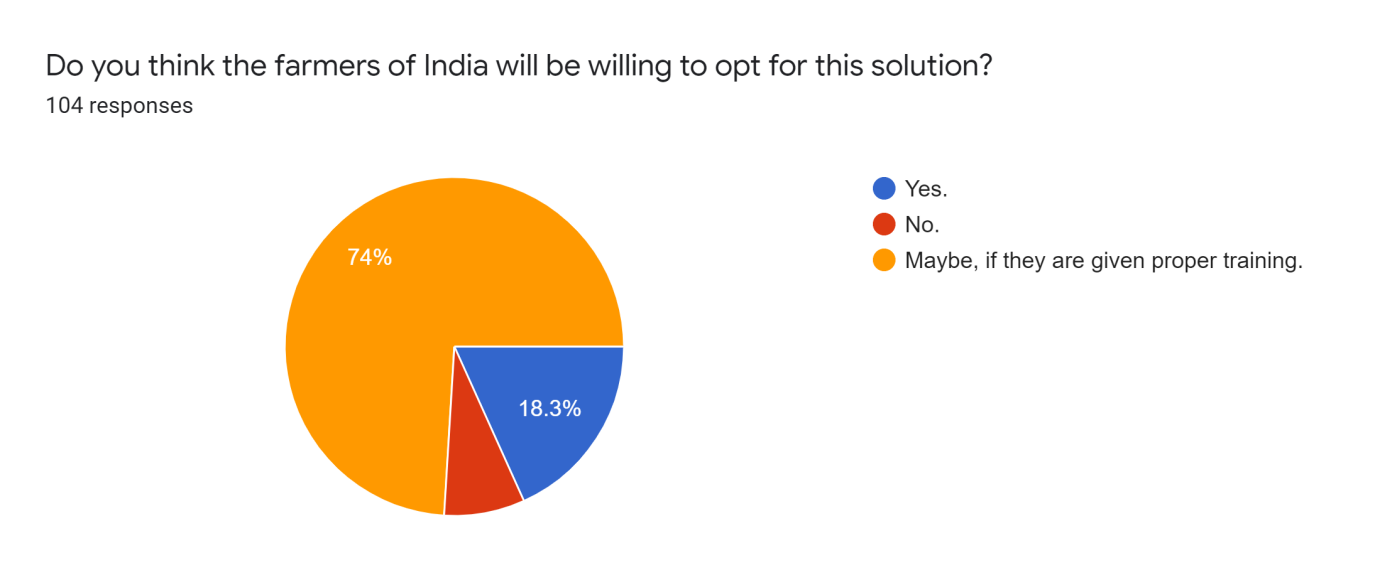 Do you think the farmers of India will be willing to opt for this solution?
104 responses
Yes.
No.
Maybe, if they are given proper training.
74%
18.3%